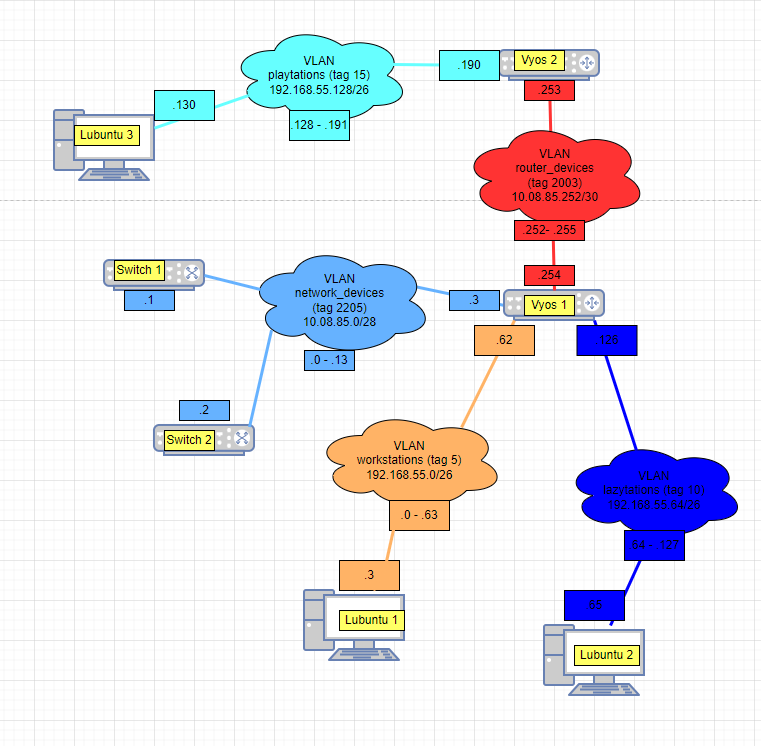 VLAN
playtations (tag 15)
192.168.55.128/26
.190
Vyos 2
.253
.130
.128 - .191
Lubuntu 3
VLAN
router_devices
(tag 2003)
10.08.85.252/30
.252- .255
.254
Switch 1
.1
VLAN
network_devices
(tag 2205)
10.08.85.0/28
.0 - .13
.3
Vyos 1
.62
.126
.2
Switch 2
VLAN
workstations (tag 5)
192.168.55.0/26
.0 - .63
.3
Lubuntu 1
VLAN
lazytations (tag 10)
192.168.55.64/26
.64 - .127
.66
Lubuntu 2